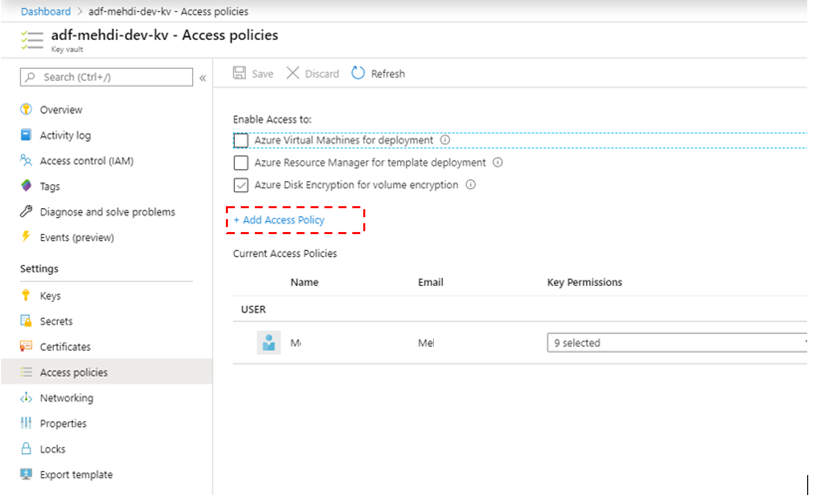 Dashboard > adf-mehdi-dev-kv - Access policies
adf-mehdi-dev-kv - Access policies
Key vault
Search (Ctrl+/)
«
Overview
Activity log
Access control (IAM)
Tags
Diagnose and solve problems
Events (preview)
Settings
Keys
Secrets
Certificates
Access policies
Networking
Properties
Locks
Export template
Save Discard Refresh
Enable Access to:
Azure Virtual Machines for deployment
Azure Resource Manager for template deployment
Azure Disk Encryption for volume encryption
+ Add Access Policy
Current Access Policies
Name Email Key Permissions
USER
9 selected